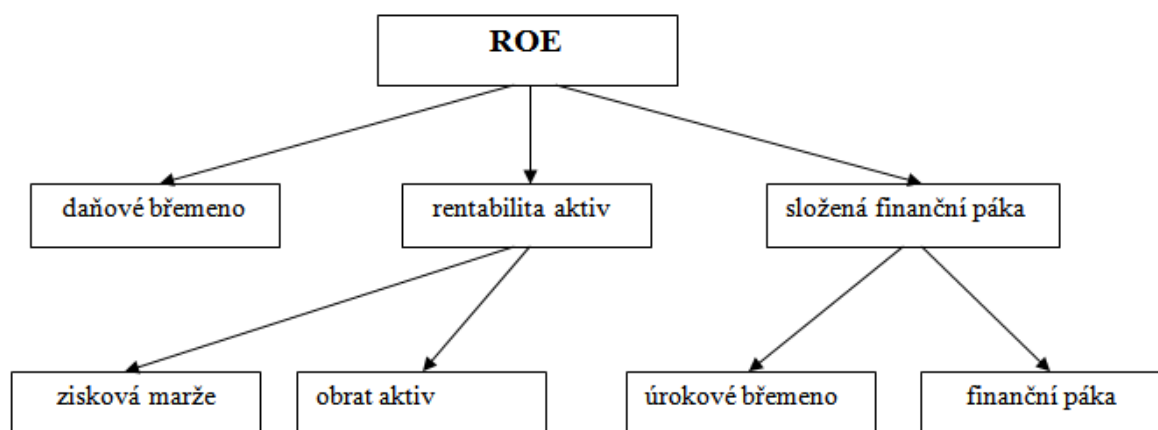 ROE
daňové břemeno
rentabilita aktiv
složená finanční páka
zisková marže
obrat aktiv
úrokové břemeno
finanční páka